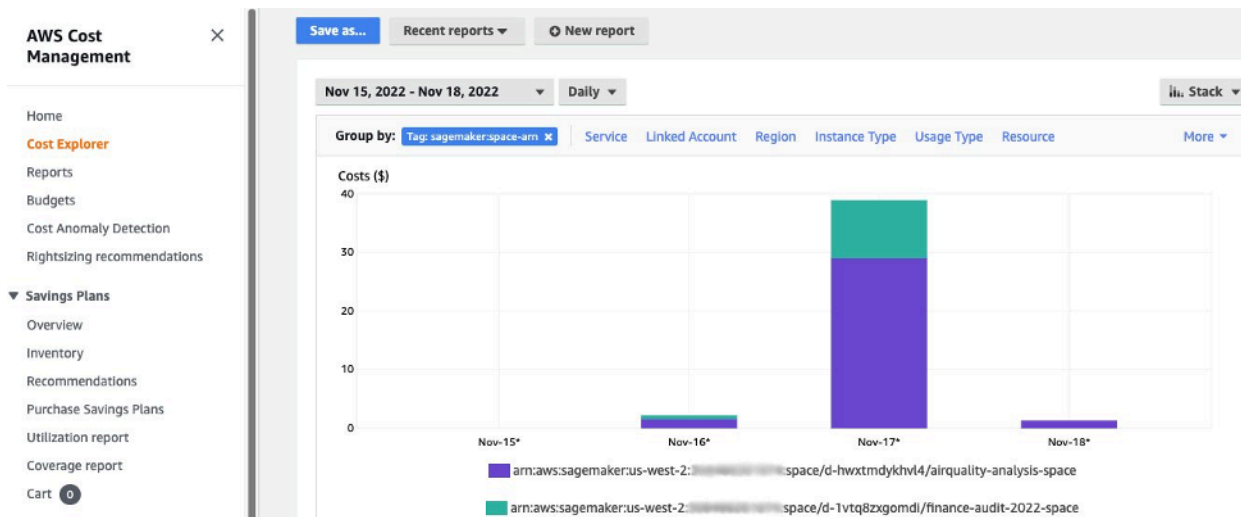 AWS Cost
Management
Home
Cost Explorer
Reports
Budgets
Cost Anomaly Detection
Rightsizing recommendations
Savings Plans
Overview
Inventory
Recommendations
Purchase Savings Plans
Utilization report
Coverage report
Cart 0
Save as... Recent reports New report
Nov 15, 2022 - Nov 18, 2022 Daily Stack
Group by: Tag: sagemaker:space-arn × Service Linked Account Region Instance Type Usage Type Resource More
Costs ($)
40
30
20
10
0
Nov-15* Nov-16* Nov-17* Nov-18*
arn:aws:sagemaker:us-west-2: :space/d-hwxtmdykhvl4/airquality-analysis-space
arn:aws:sagemaker:us-west-2: space/d-1vtq8zxgomdi/finance-audit-2022-space